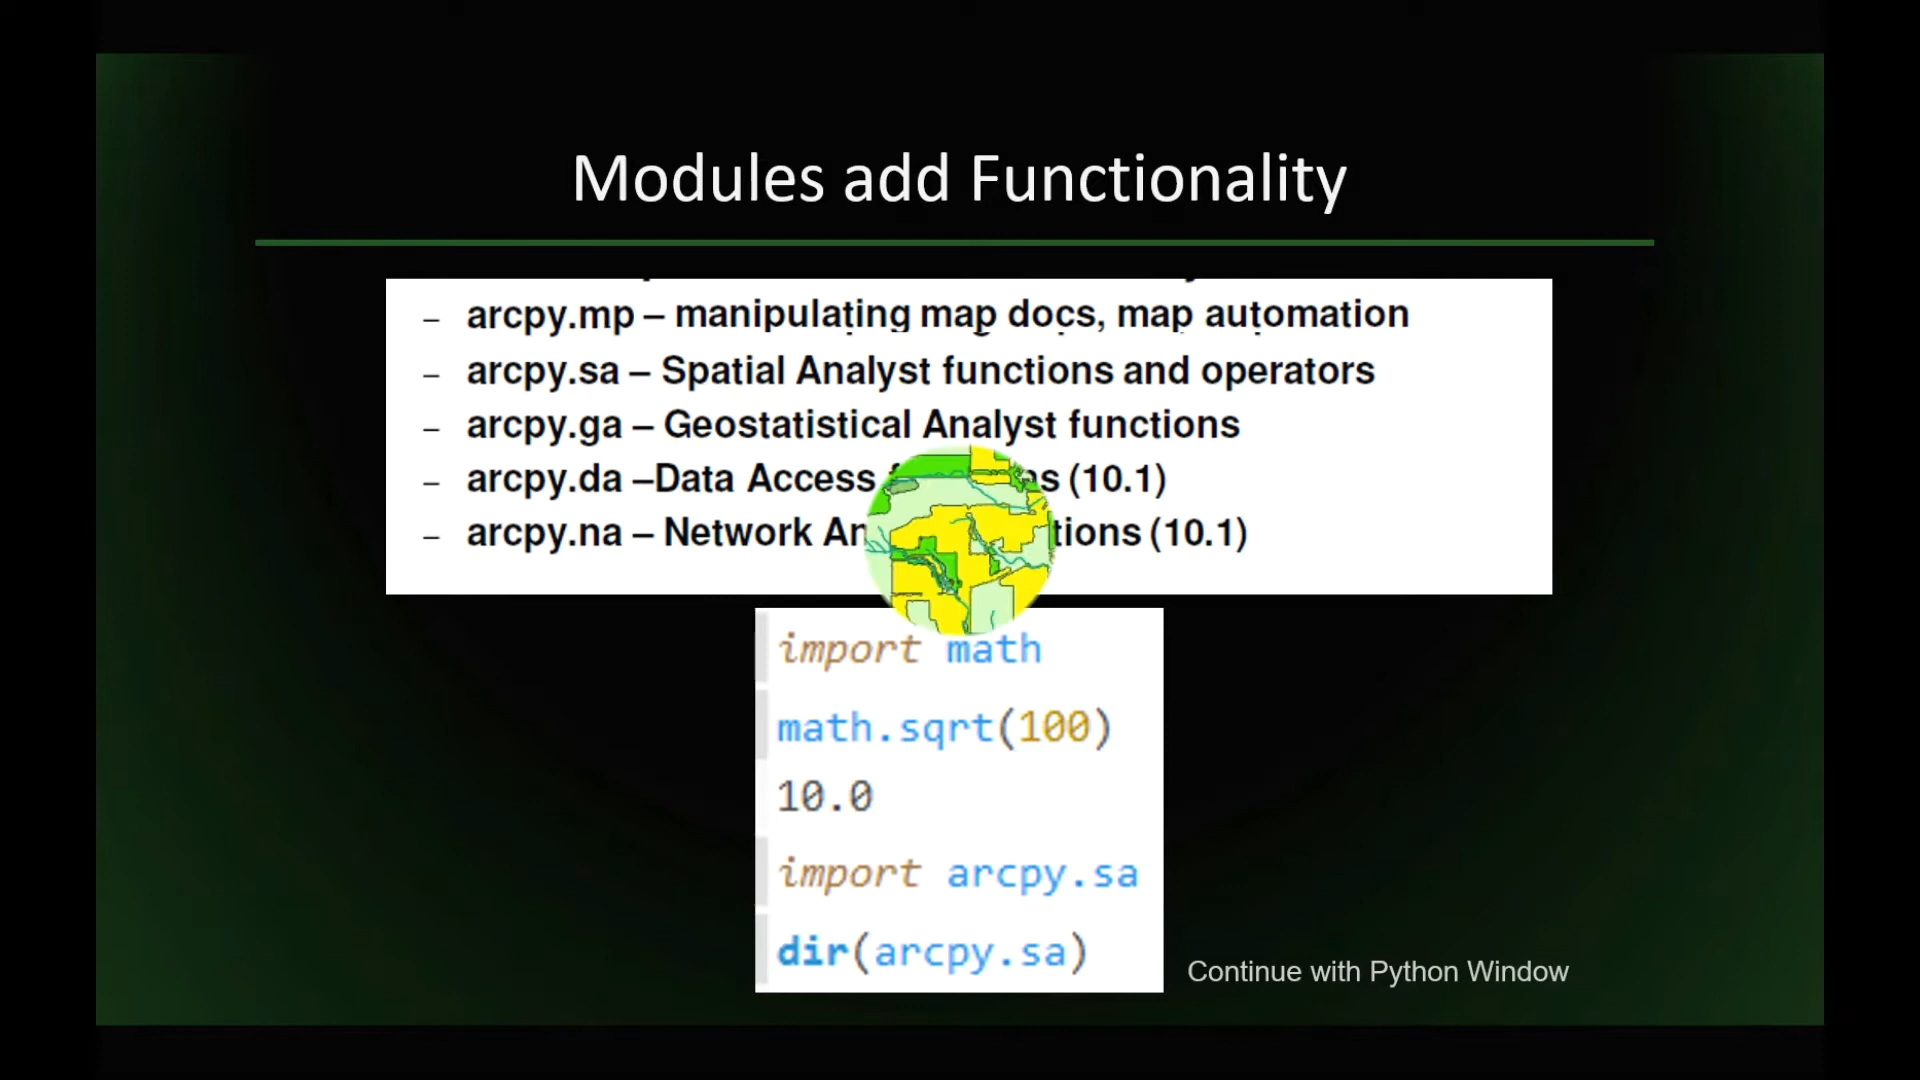 Modules add Functionality
– arcpy.mp – manipulating map docs, map automation
– arcpy.sa – Spatial Analyst functions and operators
– arcpy.ga – Geostatistical Analyst functions
– arcpy.da –Data Access (10.1)
– arcpy.na – Network (10.1)
import math
math.sqrt(100)
10.0
import arcpy.sa
dir(arcpy.sa)
Continue with Python Window